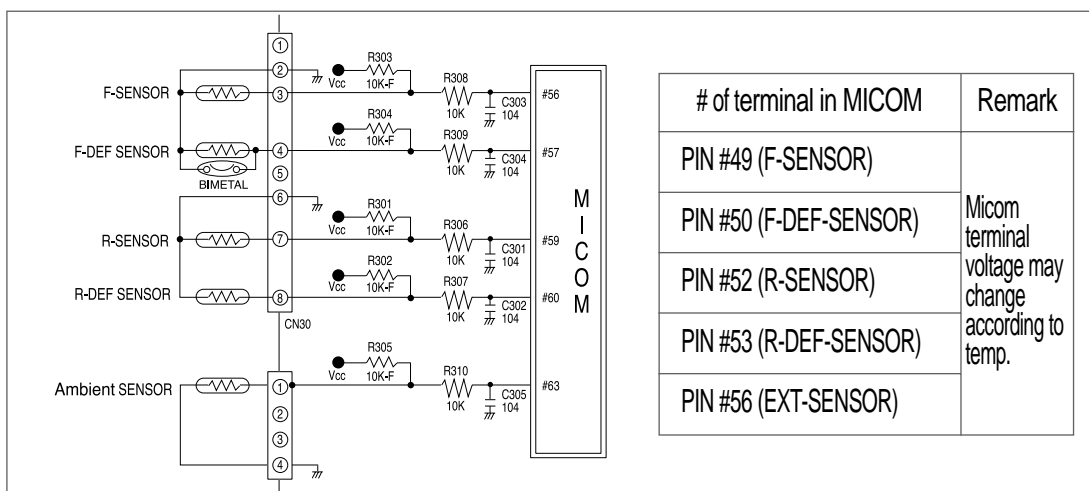 ①
②
F-SENSOR
③
Vcc
R303
10K-F
R308
10K
C303
104
#56
F-DEF SENSOR
BIMETAL
④
Vcc
R304
10K-F
R309
10K
C304
104
#57
⑤
⑥
R-SENSOR
⑦
Vcc
R301
10K-F
R306
10K
C301
104
#59
R-DEF SENSOR
⑧
CN30
Vcc
R302
10K-F
R307
10K
C302
104
#60
Ambient SENSOR
①
②
③
④
Vcc
R305
10K-F
R310
10K
C305
104
#63
MICOM
# of terminal in MICOM
Remark
PIN #49 (F-SENSOR)
PIN #50 (F-DEF-SENSOR)
PIN #52 (R-SENSOR)
PIN #53 (R-DEF-SENSOR)
PIN #56 (EXT-SENSOR)
Micom
terminal
voltage may
change
according to
temp.